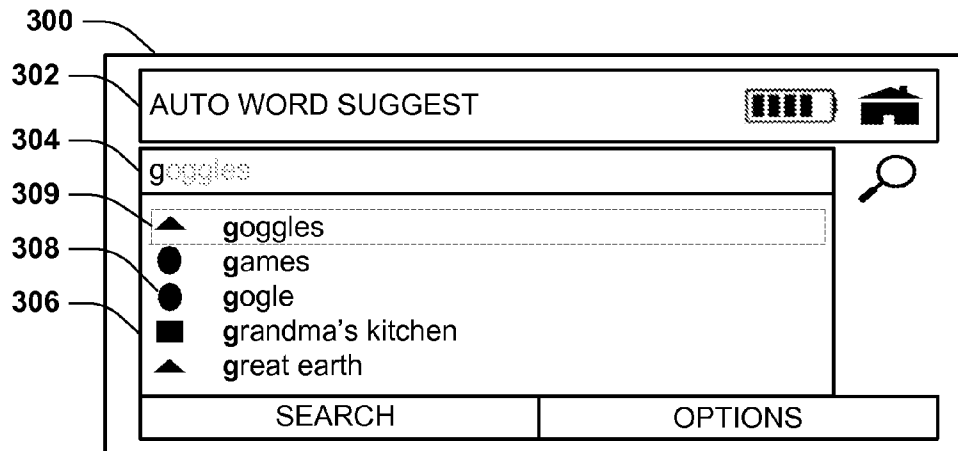 300
302
AUTO WORD SUGGEST
304
goggles
309
goggles
308
games
gogle
306
grandma's kitchen
great earth
SEARCH OPTIONS